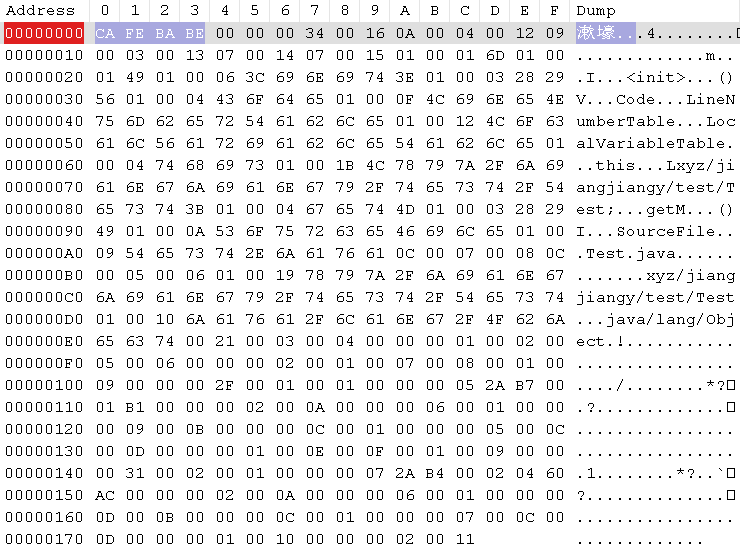 Address 0 1 2 3 4 5 6 7 8 9 A B C D E F Dump
00000000 CA FE BA BE 00 00 00 34 00 16 0A 00 04 00 12 09 漖壕...4........□
00000010 00 03 00 13 07 00 14 07 00 15 01 00 01 6D 01 00 .............m..
00000020 01 49 01 00 06 3C 69 6E 69 74 3E 01 00 03 28 29 .I...<init>...()
00000030 56 01 00 04 43 6F 64 65 01 00 0F 4C 69 6E 65 4E V...Code...LineN
00000040 75 6D 62 65 72 54 61 62 6C 65 01 00 12 4C 6F 63 umberTable...Loc
00000050 61 6C 56 61 72 69 61 62 6C 65 54 61 62 6C 65 01 alVariableTable.
00000060 00 04 74 68 69 73 01 00 1B 4C 78 79 7A 2F 6A 69 ..this...Lxyz/ji
00000070 61 6E 67 6A 69 61 6E 67 79 2F 74 65 73 74 2F 54 angjiangy/test/T
00000080 65 73 74 3B 01 00 04 67 65 74 4D 01 00 03 28 29 est;...getM...()
00000090 49 01 00 0A 53 6F 75 72 63 65 46 69 6C 65 01 00 I...SourceFile..
000000A0 09 54 65 73 74 2E 6A 61 76 61 0C 00 07 00 08 0C .Test.java......
000000B0 00 05 00 06 01 00 19 78 79 7A 2F 6A 69 61 6E 67 .......xyz/jiang
000000C0 6A 69 61 6E 67 79 2F 74 65 73 74 2F 54 65 73 74 jiangy/test/Test
000000D0 01 00 10 6A 61 76 61 2F 6C 61 6E 67 2F 4F 62 6A ...java/lang/Obj
000000E0 65 63 74 00 21 00 03 00 04 00 00 00 01 00 02 00 ect.!...........
000000F0 05 00 06 00 00 00 02 00 01 00 07 00 08 00 01 00 ................
00000100 09 00 00 00 2F 00 01 00 01 00 00 00 05 2A B7 00 ..../........*?□
00000110 01 B1 00 00 00 02 00 0A 00 00 00 06 00 01 00 00 .?.............□
00000120 00 09 00 0B 00 00 00 0C 00 01 00 00 00 05 00 0C ................
00000130 00 0D 00 00 00 01 00 0E 00 0F 00 01 00 09 00 00 ................
00000140 00 31 00 02 00 01 00 00 00 07 2A B4 00 02 04 60 .1........*?..`□
00000150 AC 00 00 00 02 00 0A 00 00 00 06 00 01 00 00 00 ?..............□
00000160 0D 00 0B 00 00 00 0C 00 01 00 00 00 07 00 0C 00 ................
00000170 0D 00 00 00 01 00 10 00 00 00 02 00 11 .............